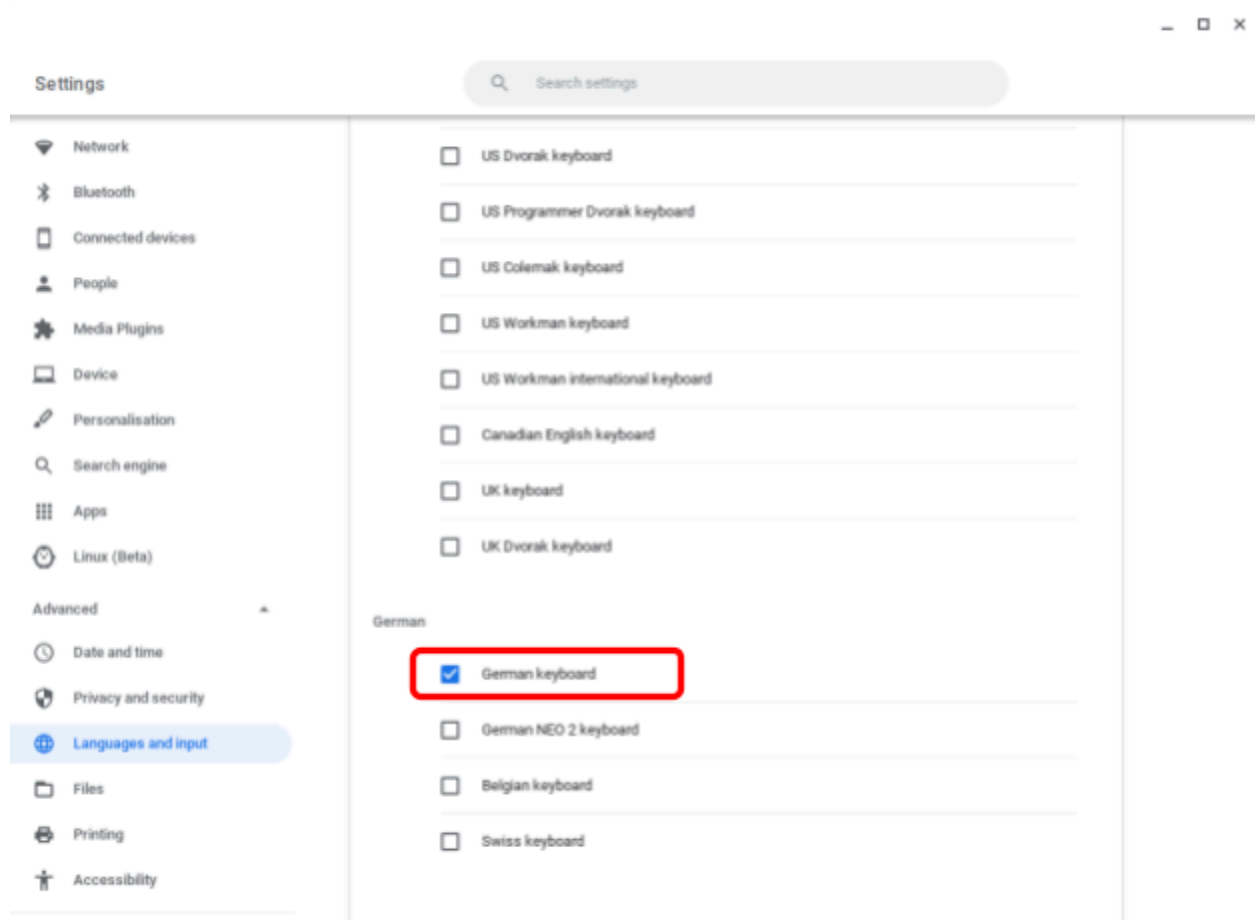 Settings
Search settings
Network
Bluetooth
Connected devices
People
Media Plugins
Device
Personalisation
Search engine
Apps
Linux (Beta)
Advanced
Date and time
Privacy and security
Languages and input
Files
Printing
Accessibility
US Dvorak keyboard
US Programmer Dvorak keyboard
US Colemak keyboard
US Workman keyboard
US Workman international keyboard
Canadian English keyboard
UK keyboard
UK Dvorak keyboard
German
German keyboard
German NEO 2 keyboard
Belgian keyboard
Swiss keyboard